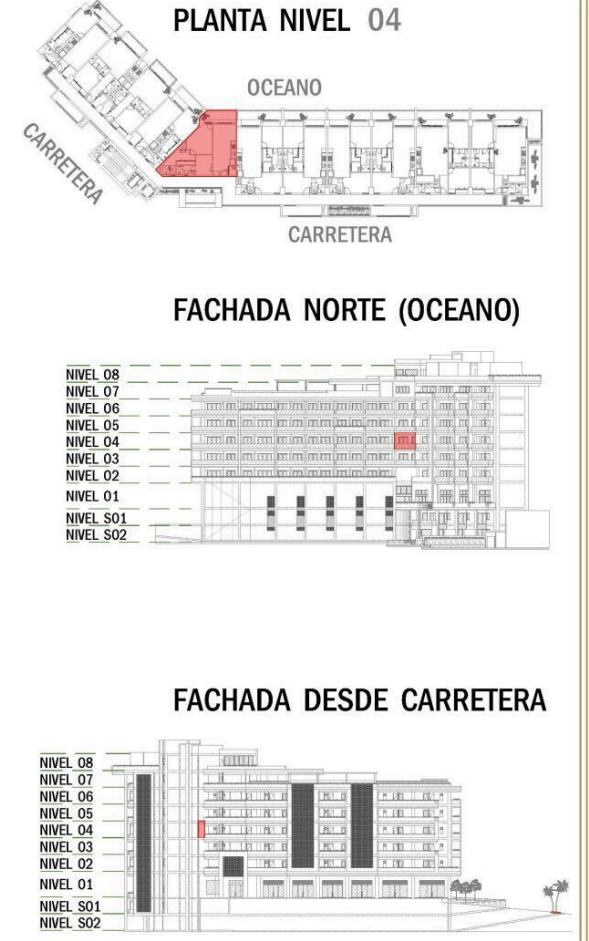 PLANTA NIVEL 04
OCEANO
CARRETERA
CARRETERA
FACHADA NORTE (OCEANO)
NIVEL 08
NIVEL 07
NIVEL 06
NIVEL 05
NIVEL 04
NIVEL 03
NIVEL 02
NIVEL 01
NIVEL S01
NIVEL S02
FACHADA DESDE CARRETERA
NIVEL 08
NIVEL 07
NIVEL 06
NIVEL 05
NIVEL 04
NIVEL 03
NIVEL 02
NIVEL 01
NIVEL S01
NIVEL S02